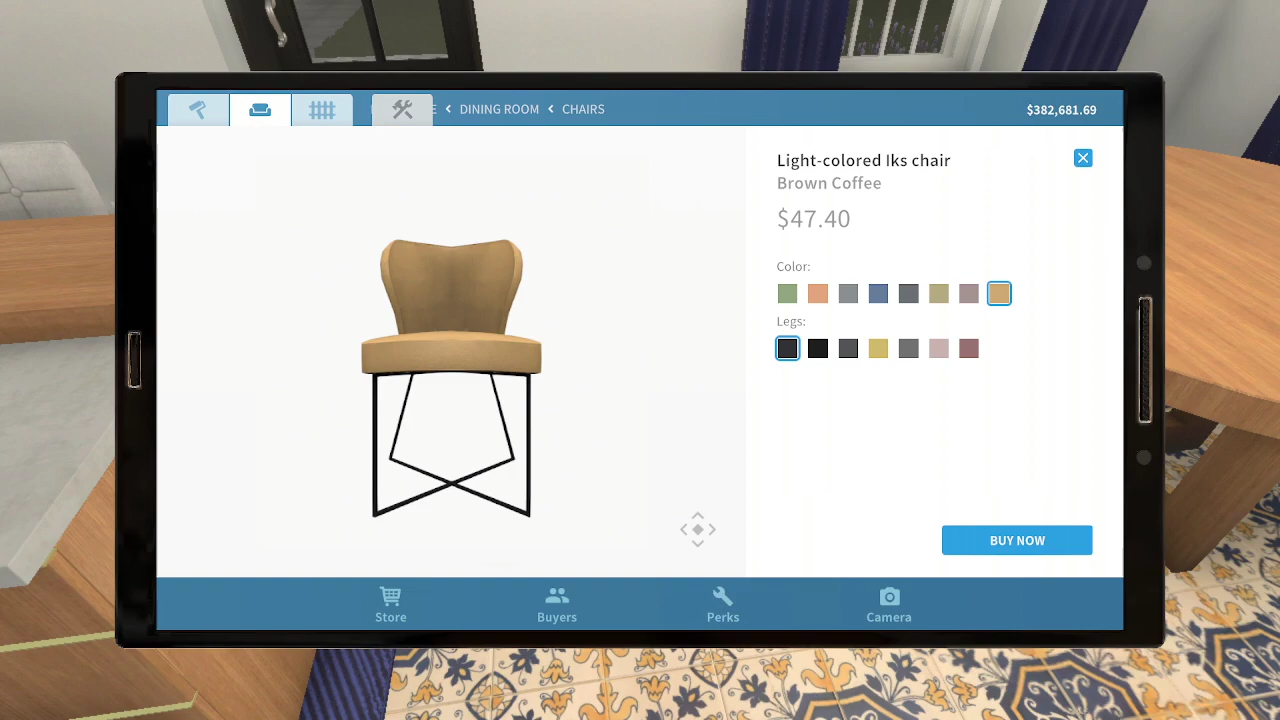 DINING ROOM
CHAIRS
$382,681.69
Light-colored Iks chair
Brown Coffee
$47.40
Color:
Legs:
BUY NOW
Store
Buyers
Perks
Camera